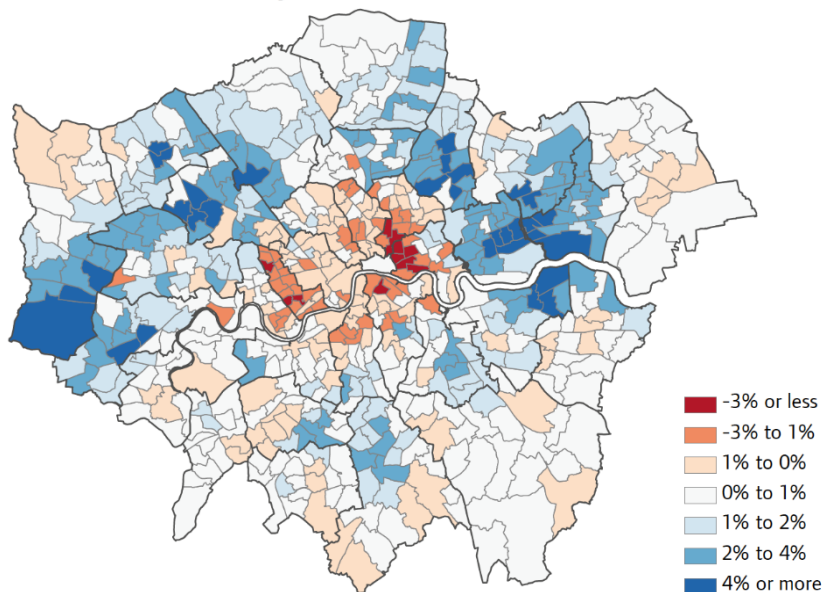 -3% or less
-3% to 1%
1% to 0%
0% to 1%
1% to 2%
2% to 4%
4% or more